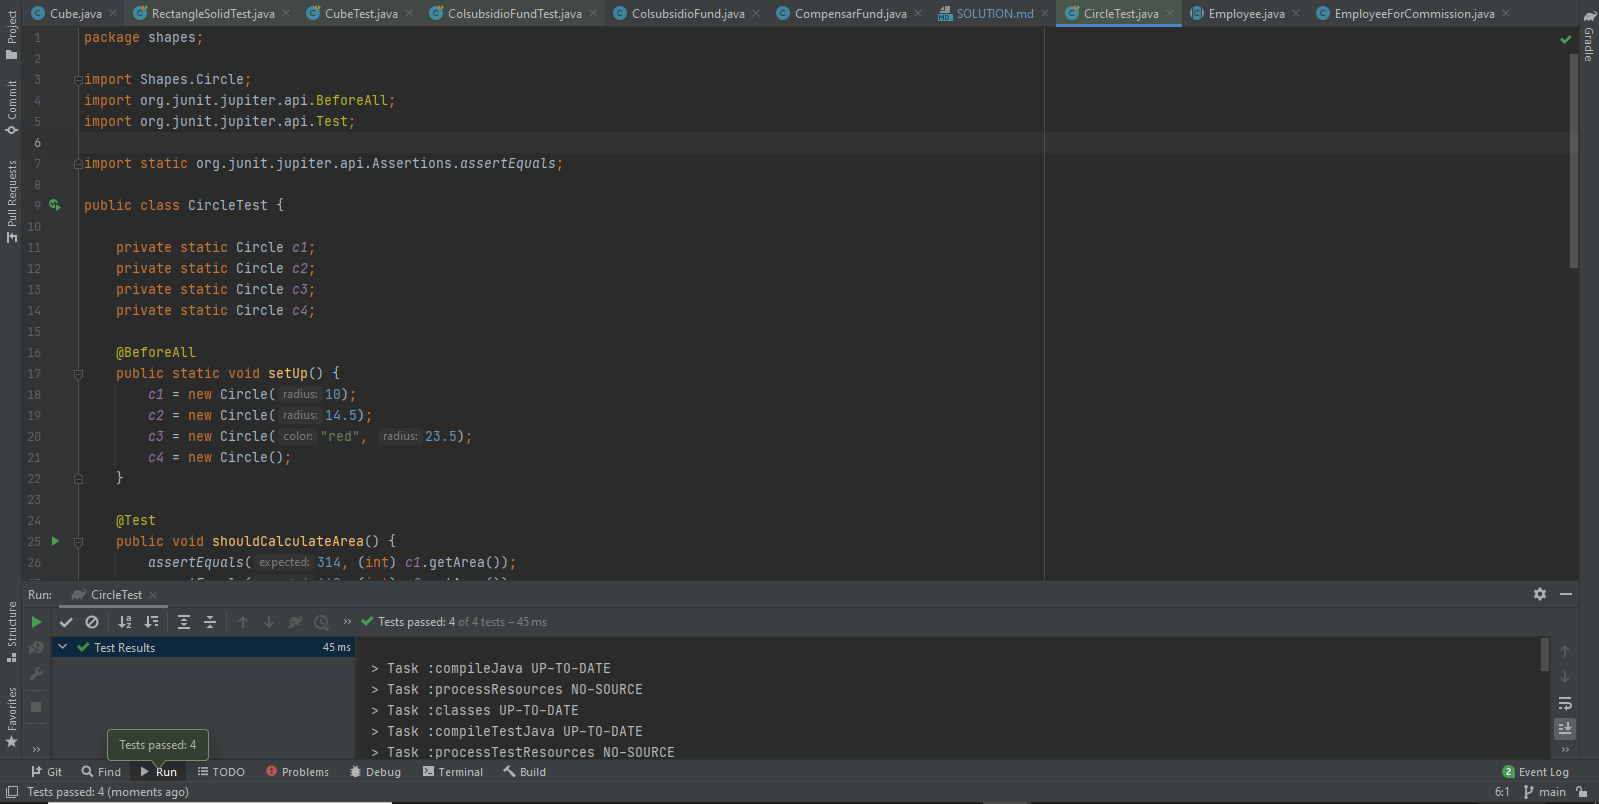 Cube.java RectangleSolidTest.java CubeTest.java ColsubsidioFundTest.java ColsubsidioFund.java CompensarFund.java SOLUTION.md CircleTest.java Employee.java EmployeeForCommission.java
Project
Commit
Pull Requests
Structure
Favorites
Gradle
1 package shapes;
2
3 import Shapes.Circle;
4 import org.junit.jupiter.api.BeforeAll;
5 import org.junit.jupiter.api.Test;
6
7 import static org.junit.jupiter.api.Assertions.assertEquals;
8
9 public class CircleTest {
10
11 private static Circle c1;
12 private static Circle c2;
13 private static Circle c3;
14 private static Circle c4;
15
16 @BeforeAll
17 public static void setUp() {
18 c1 = new Circle( radius: 10);
19 c2 = new Circle( radius: 14.5);
20 c3 = new Circle( color: "red", radius: 23.5);
21 c4 = new Circle();
22 }
23
24 @Test
25 public void shouldCalculateArea() {
26 assertEquals( expected: 314, (int) c1.getArea());
Run: CircleTest
Tests passed: 4 of 4 tests – 45 ms
Test Results 45 ms
> Task :compileJava UP-TO-DATE
> Task :processResources NO-SOURCE
> Task :classes UP-TO-DATE
> Task :compileTestJava UP-TO-DATE
> Task :processTestResources NO-SOURCE
Tests passed: 4
Git Find Run TODO Problems Debug Terminal Build 2 Event Log
Tests passed: 4 (moments ago) 6:1 main